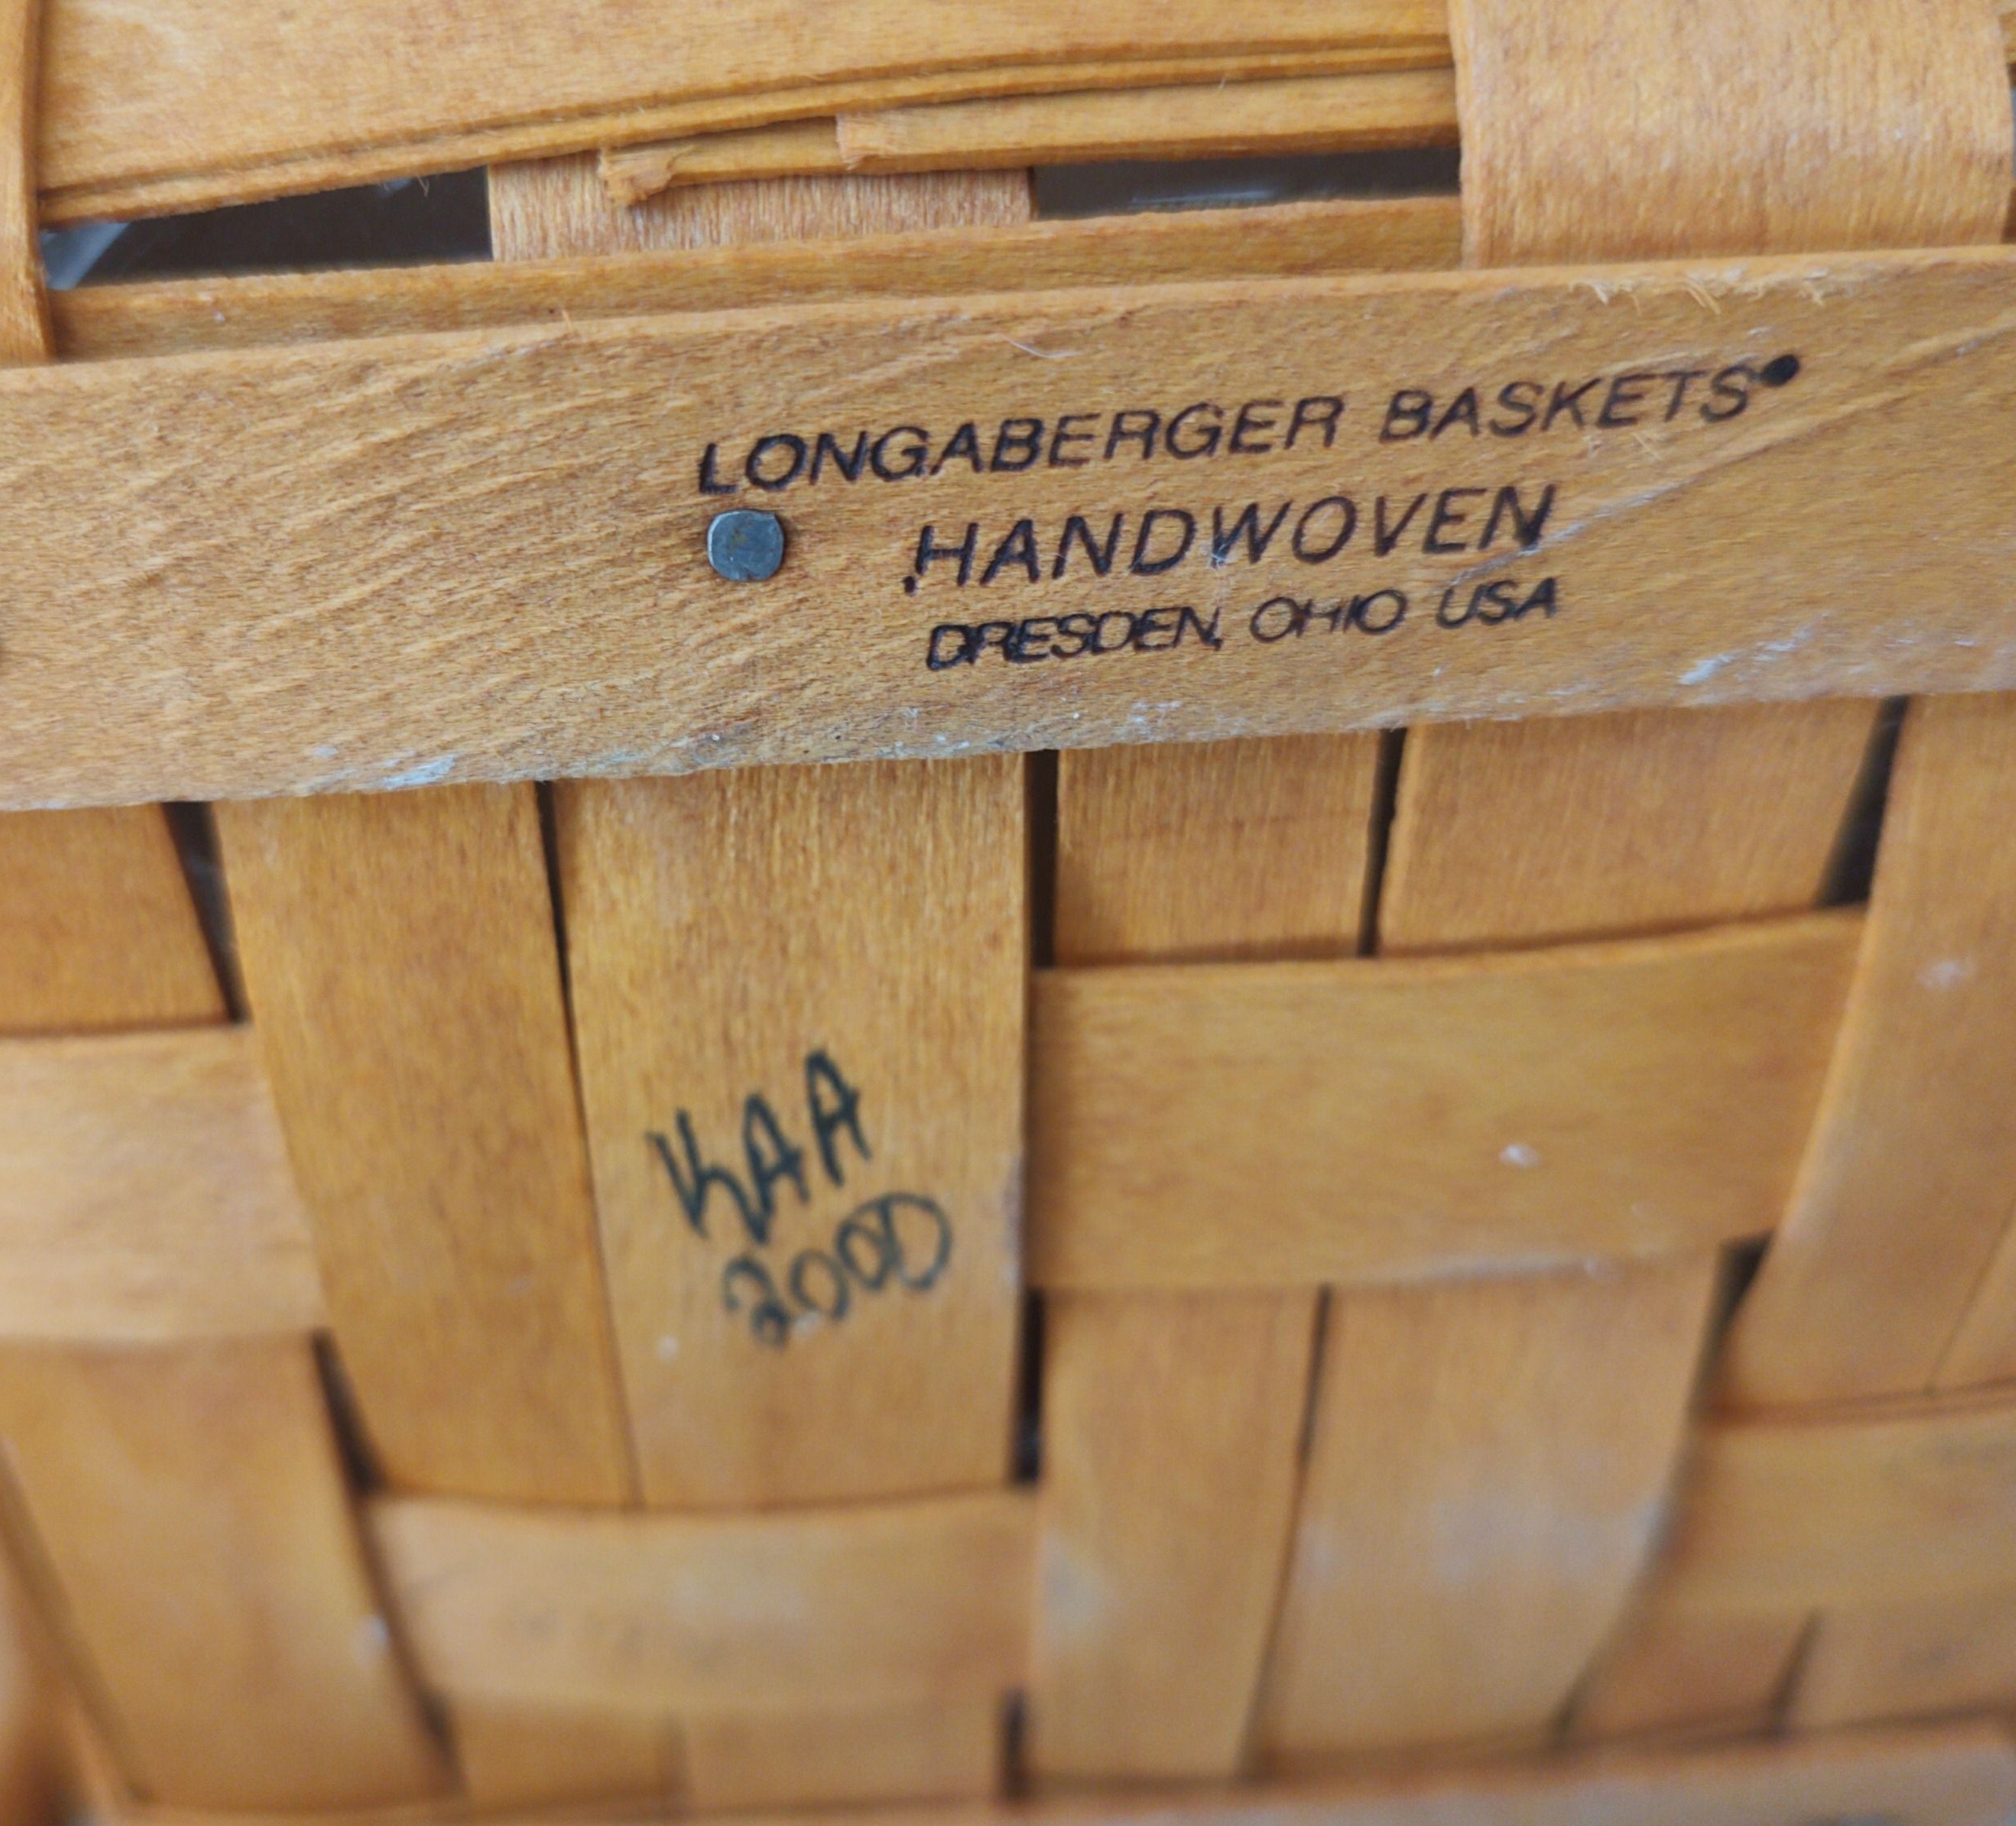 LONGABERGER BASKETS
HANDWOVEN
DRESDEN, OHIO USA
KAA
2000